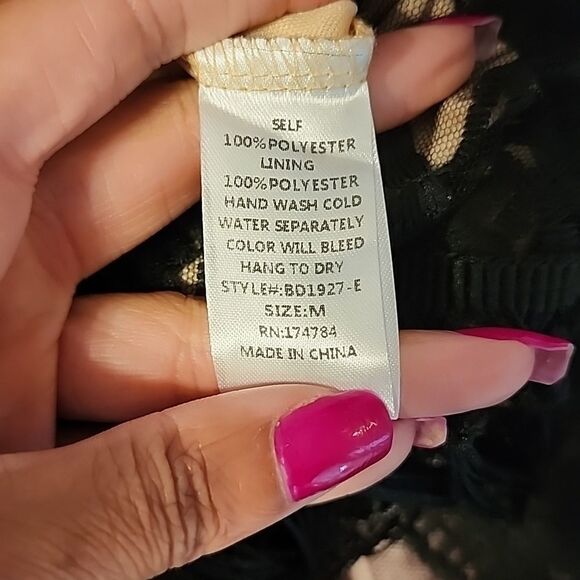 SELF
100%POLYESTER
LINING
100%POLYESTER
HAND WASH COLD
WATER SEPARATELY
COLOR WILL BLEED
HANG TO DRY
STYLE#:BD1927-E
SIZE:M
RN:174784
MADE IN CHINA